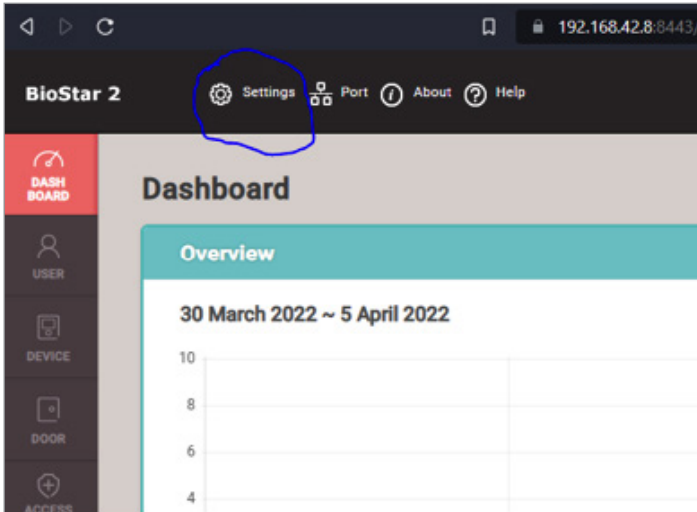 192.168.42.8:8443/
BioStar 2
Settings
Port
About
Help
DASH
BOARD
USER
DEVICE
DOOR
ACCESS
Dashboard
Overview
30 March 2022 ~ 5 April 2022
10
8
6
4